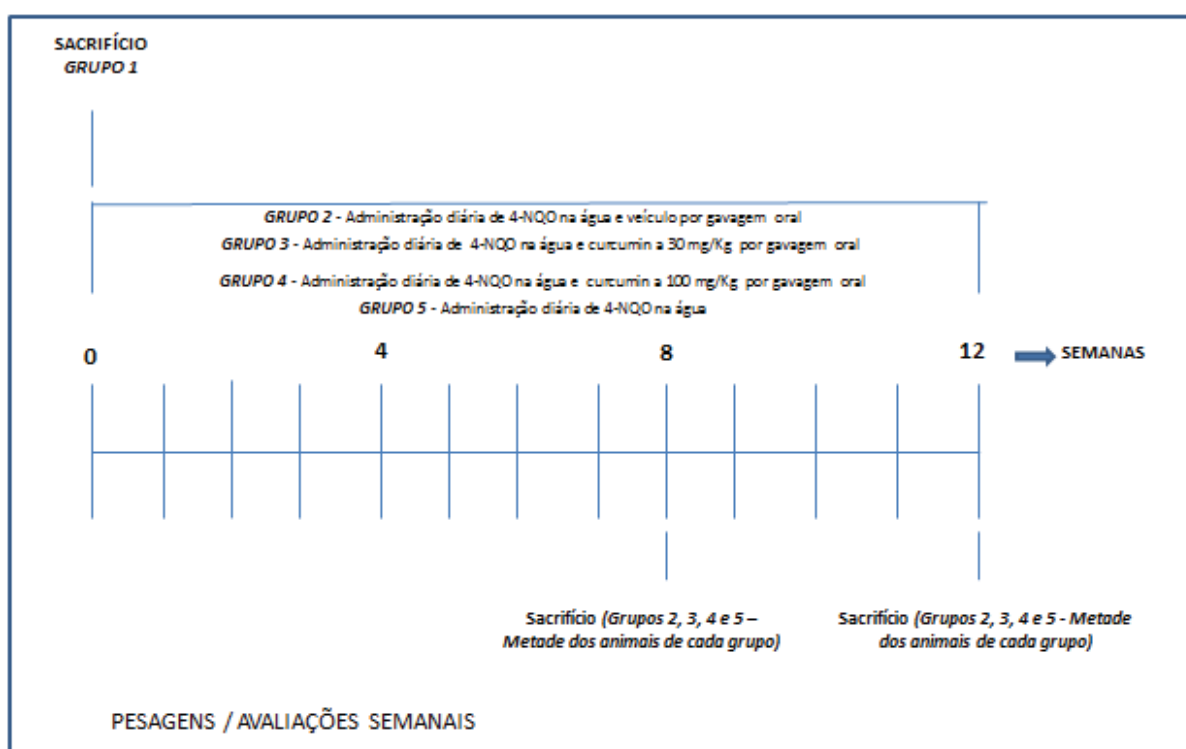 SACRIFÍCIO
GRUPO 1
GRUPO 2 - Administração diária de 4-NQO na água e veículo por gavagem oral
GRUPO 3 - Administração diária de 4-NQO na água e curcumin a 30 mg/Kg por gavagem oral
GRUPO 4 - Administração diária de 4-NQO na água e curcumin a 100 mg/Kg por gavagem oral
GRUPO 5 - Administração diária de 4-NQO na água
0 4 8 12 SEMANAS
Sacrifício (Grupos 2, 3, 4 e 5 –
Metade dos animais de cada grupo)
Sacrifício (Grupos 2, 3, 4 e 5 - Metade
dos animais de cada grupo)
PESAGENS / AVALIAÇÕES SEMANAIS